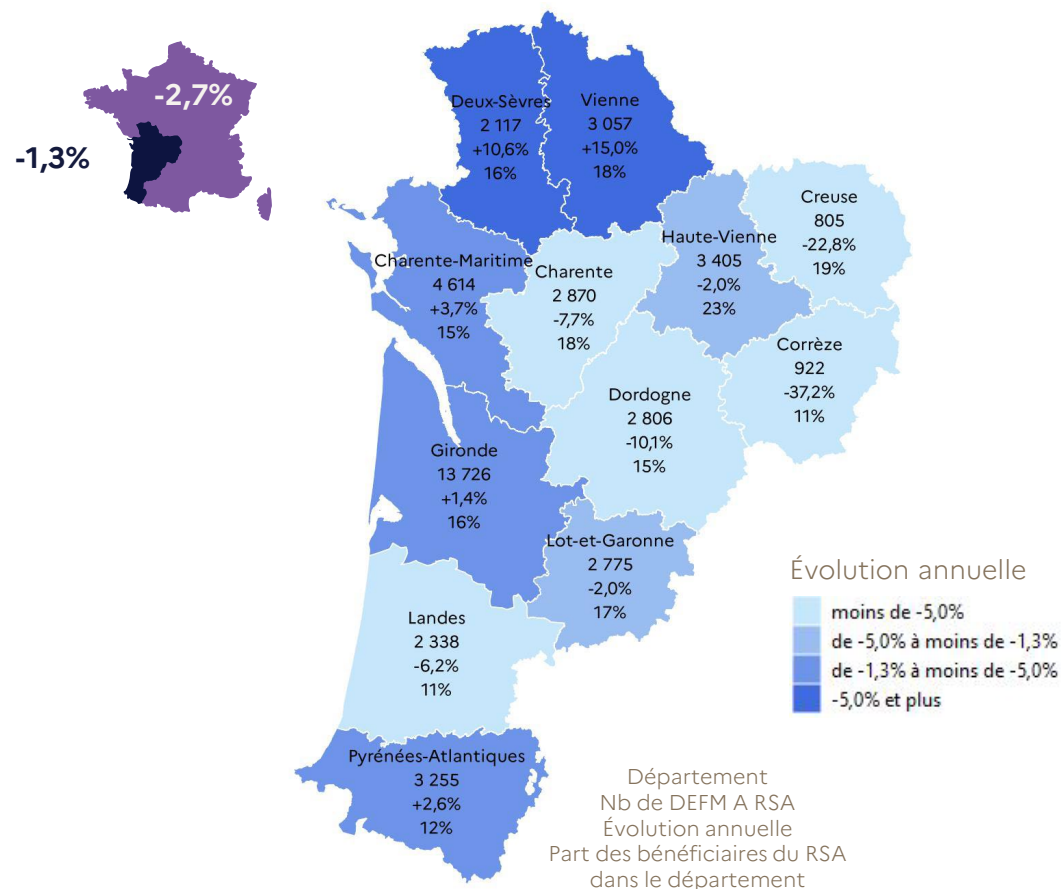 -2,7%
-1,3%
Deux-Sèvres
2 117
+10,6%
16%
Vienne
3 057
+15,0%
18%
Creuse
805
-22,8%
19%
Haute-Vienne
3 405
-2,0%
23%
Charente-Maritime
4 614
+3,7%
15%
Charente
2 870
-7,7%
18%
Corrèze
922
-37,2%
11%
Dordogne
2 806
-10,1%
15%
Gironde
13 726
+1,4%
16%
Lot-et-Garonne
2 775
-2,0%
17%
Landes
2 338
-6,2%
11%
Pyrénées-Atlantiques
3 255
+2,6%
12%
Évolution annuelle
moins de -5,0%
de -5,0% à moins de -1,3%
de -1,3% à moins de -5,0%
-5,0% et plus
Département
Nb de DEFM A RSA
Évolution annuelle
Part des bénéficiaires du RSA
dans le département